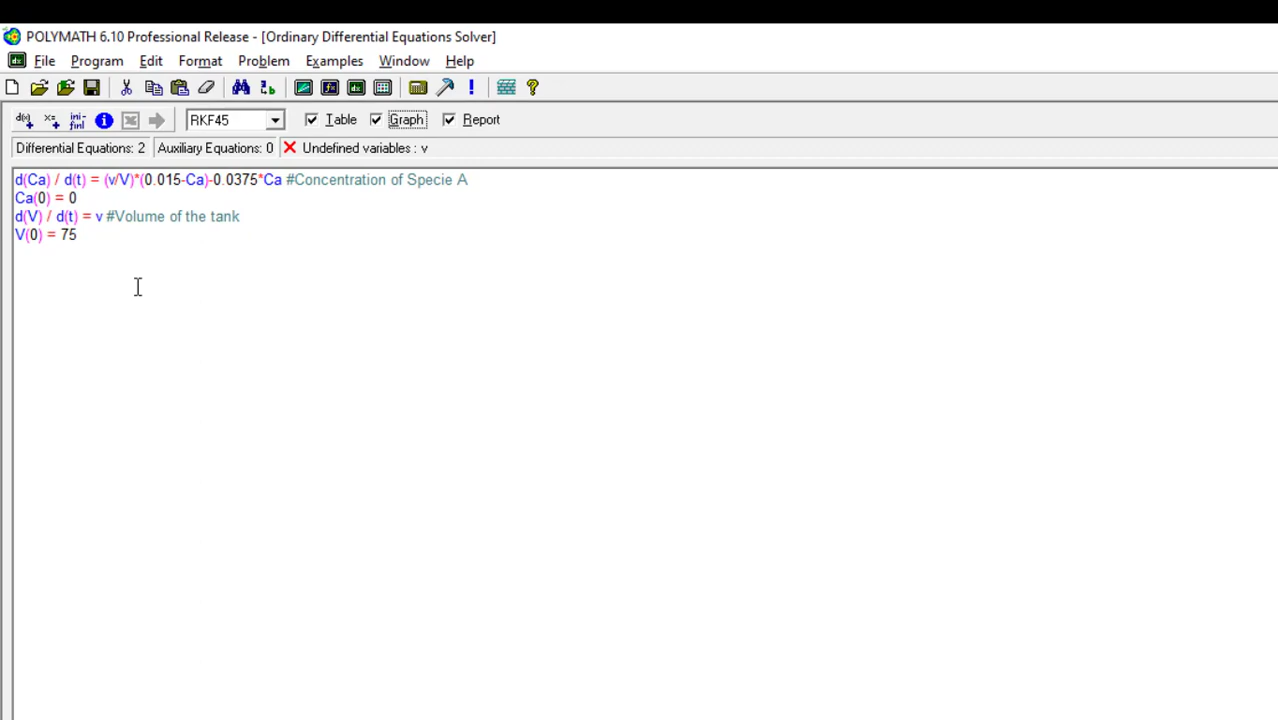 POLYMATH 6.10 Professional Release - [Ordinary Differential Equations Solver]
File Program Edit Format Problem Examples Window Help
RKF45 Table Graph Report
Differential Equations: 2 Auxiliary Equations: 0 Undefined variables : v
d(Ca) / d(t) = (v/V)*(0.015-Ca)-0.0375*Ca #Concentration of Specie A
Ca(0) = 0
d(V) / d(t) = v #Volume of the tank
V(0) = 75